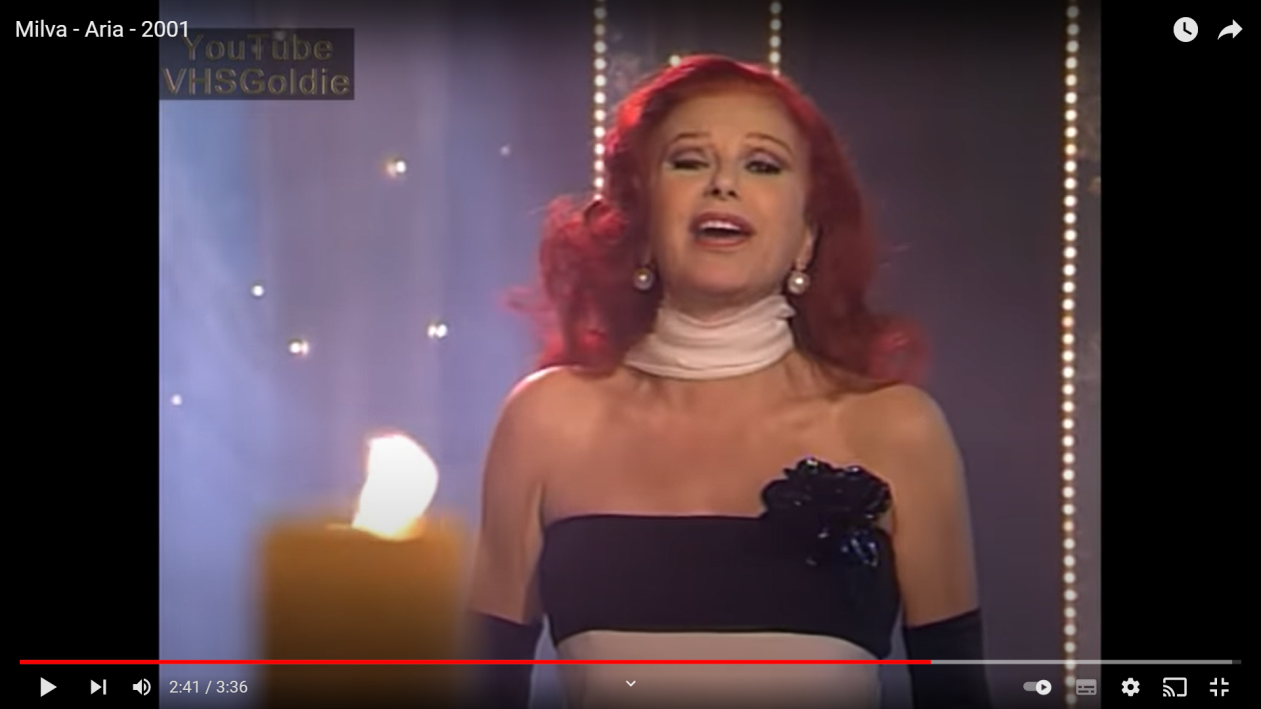 Milva - Aria - 2001
YouTube
VHSGoldie
2:41 / 3:36